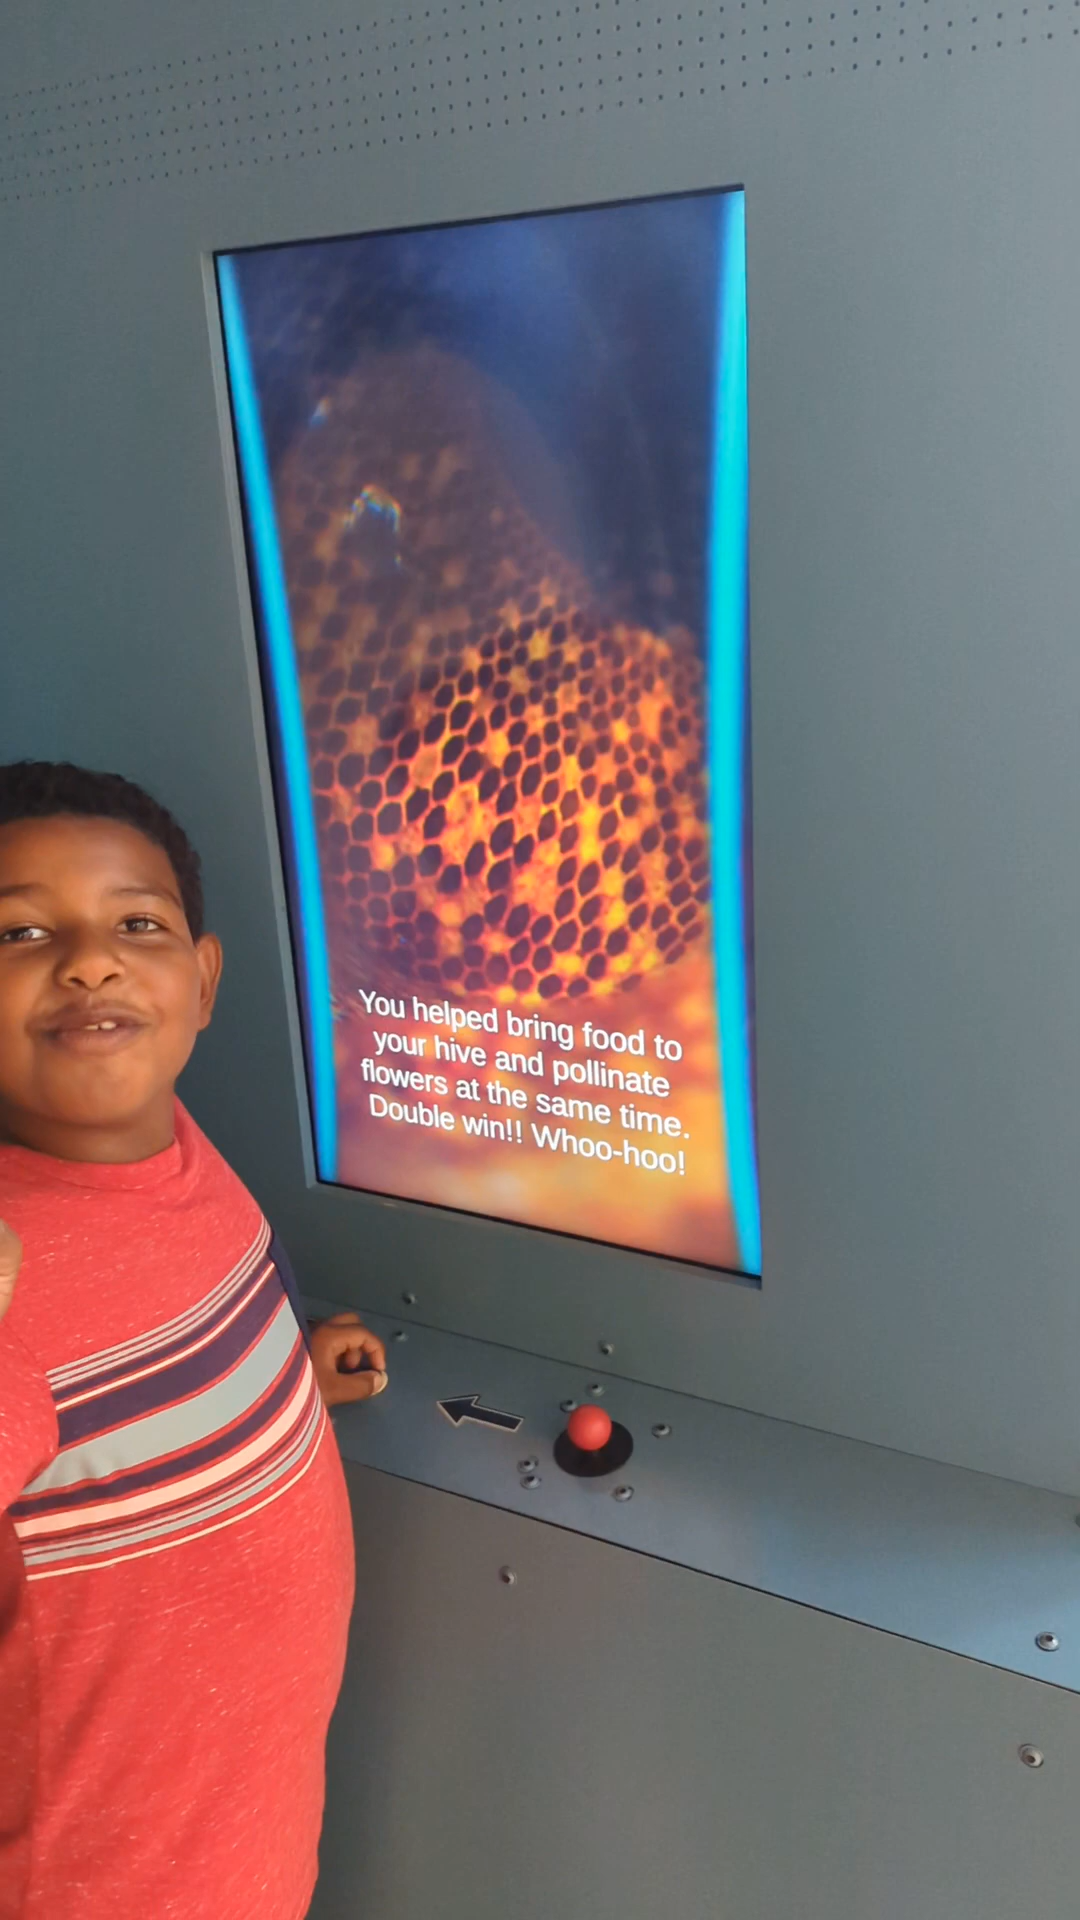 You helped bring food to
your hive and pollinate
flowers at the same time.
Double win!! Whoo-hoo!